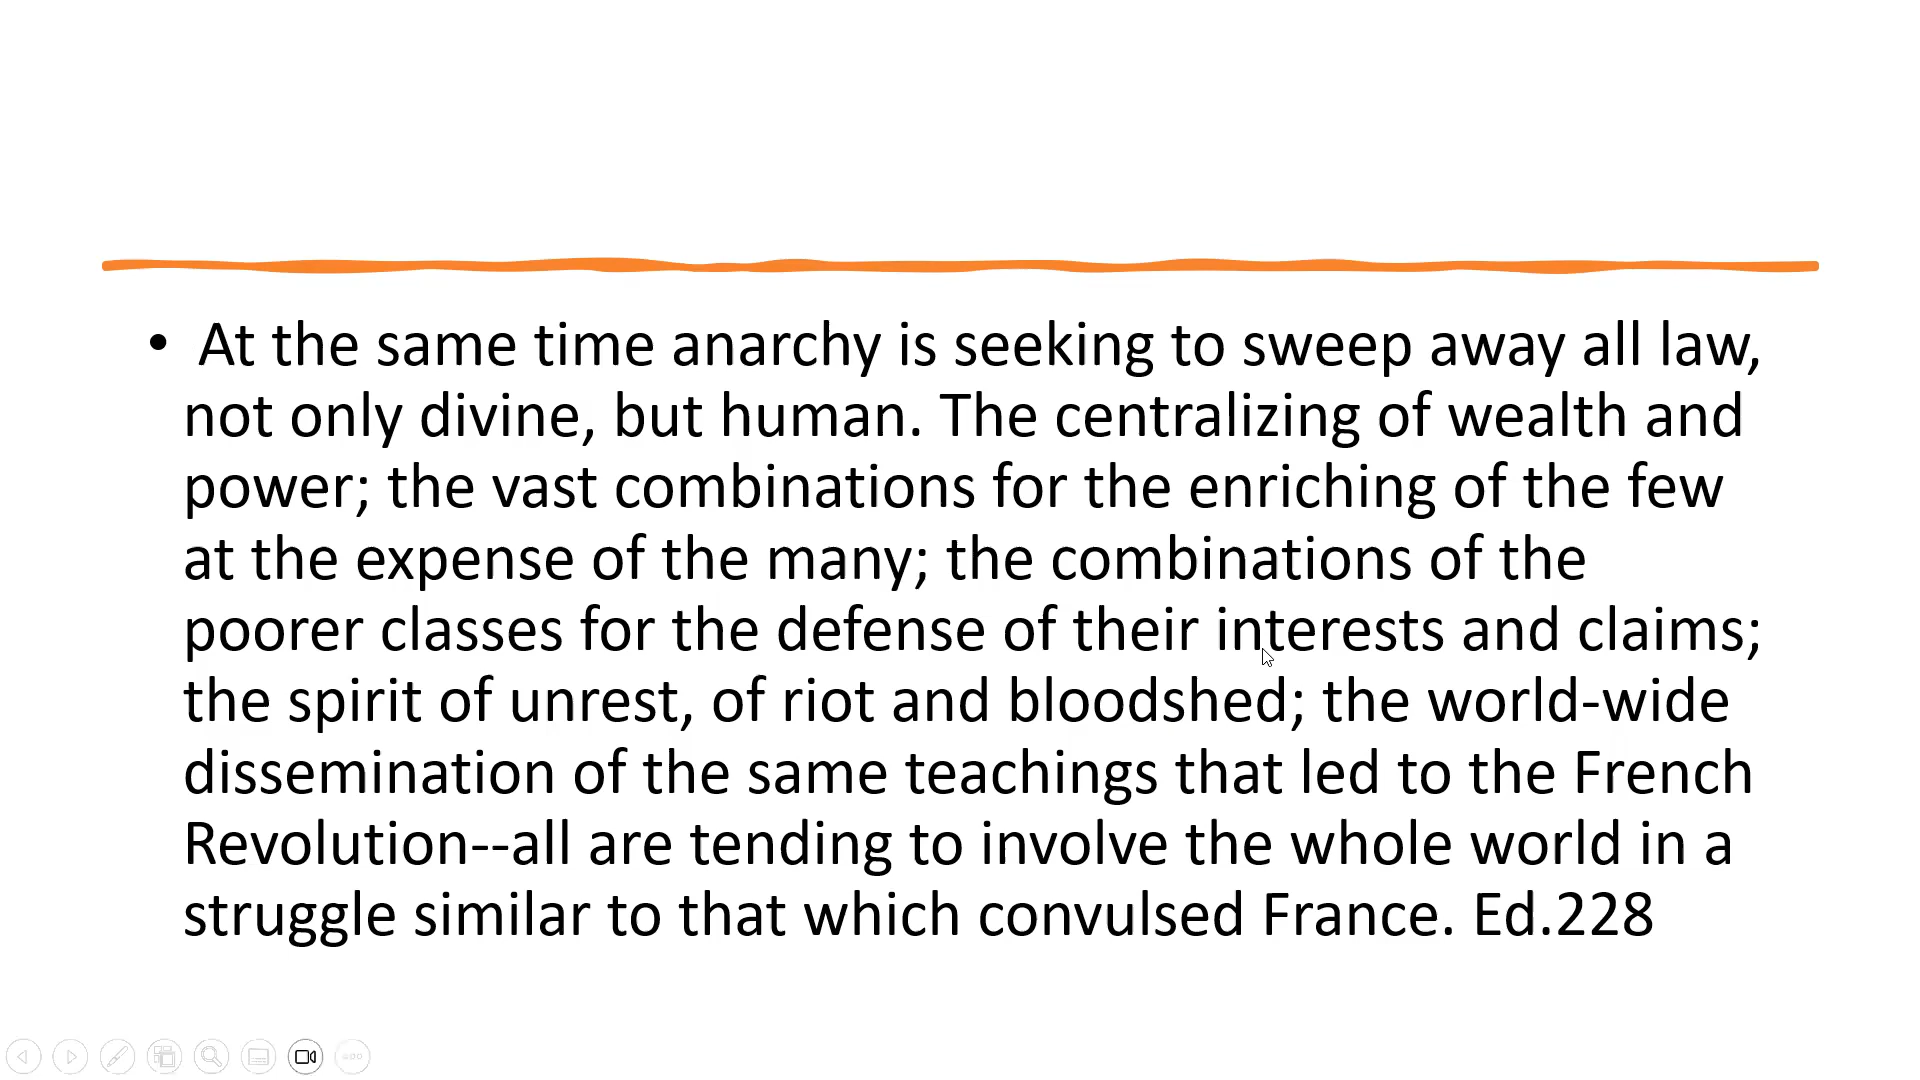 • At the same time anarchy is seeking to sweep away all law,
not only divine, but human. The centralizing of wealth and
power; the vast combinations for the enriching of the few
at the expense of the many; the combinations of the
poorer classes for the defense of their interests and claims;
the spirit of unrest, of riot and bloodshed; the world-wide
dissemination of the same teachings that led to the French
Revolution--all are tending to involve the whole world in a
struggle similar to that which convulsed France. Ed.228